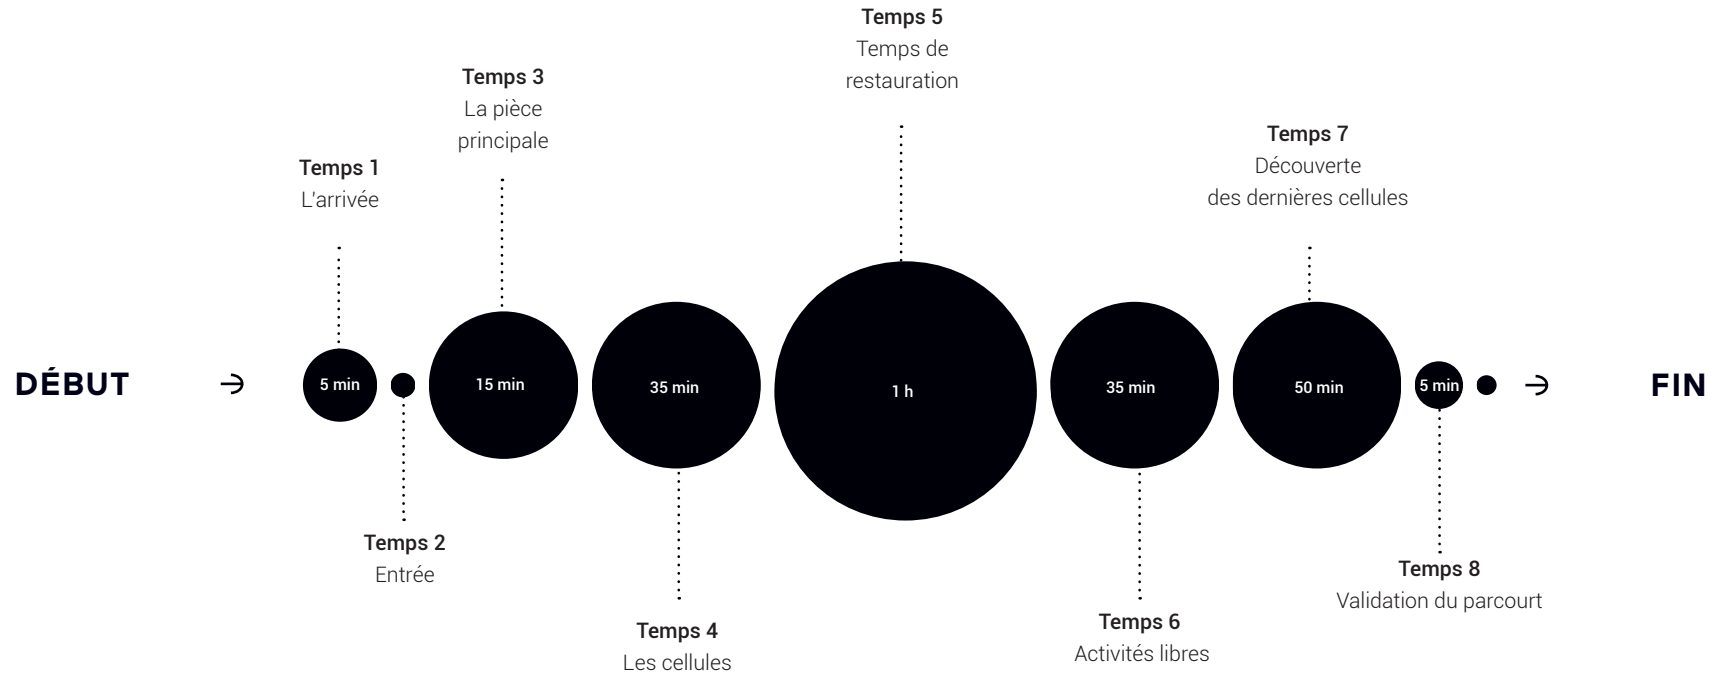 Temps 5
Temps de
restauration
Temps 3
La pièce
principale
Temps 7
Découverte
des dernières cellules
Temps 1
L'arrivée
DÉBUT
5 min
15 min
35 min
1 h
35 min
50 min
5 min
FIN
Temps 2
Entrée
Temps 8
Validation du parcourt
Temps 4
Les cellules
Temps 6
Activités libres